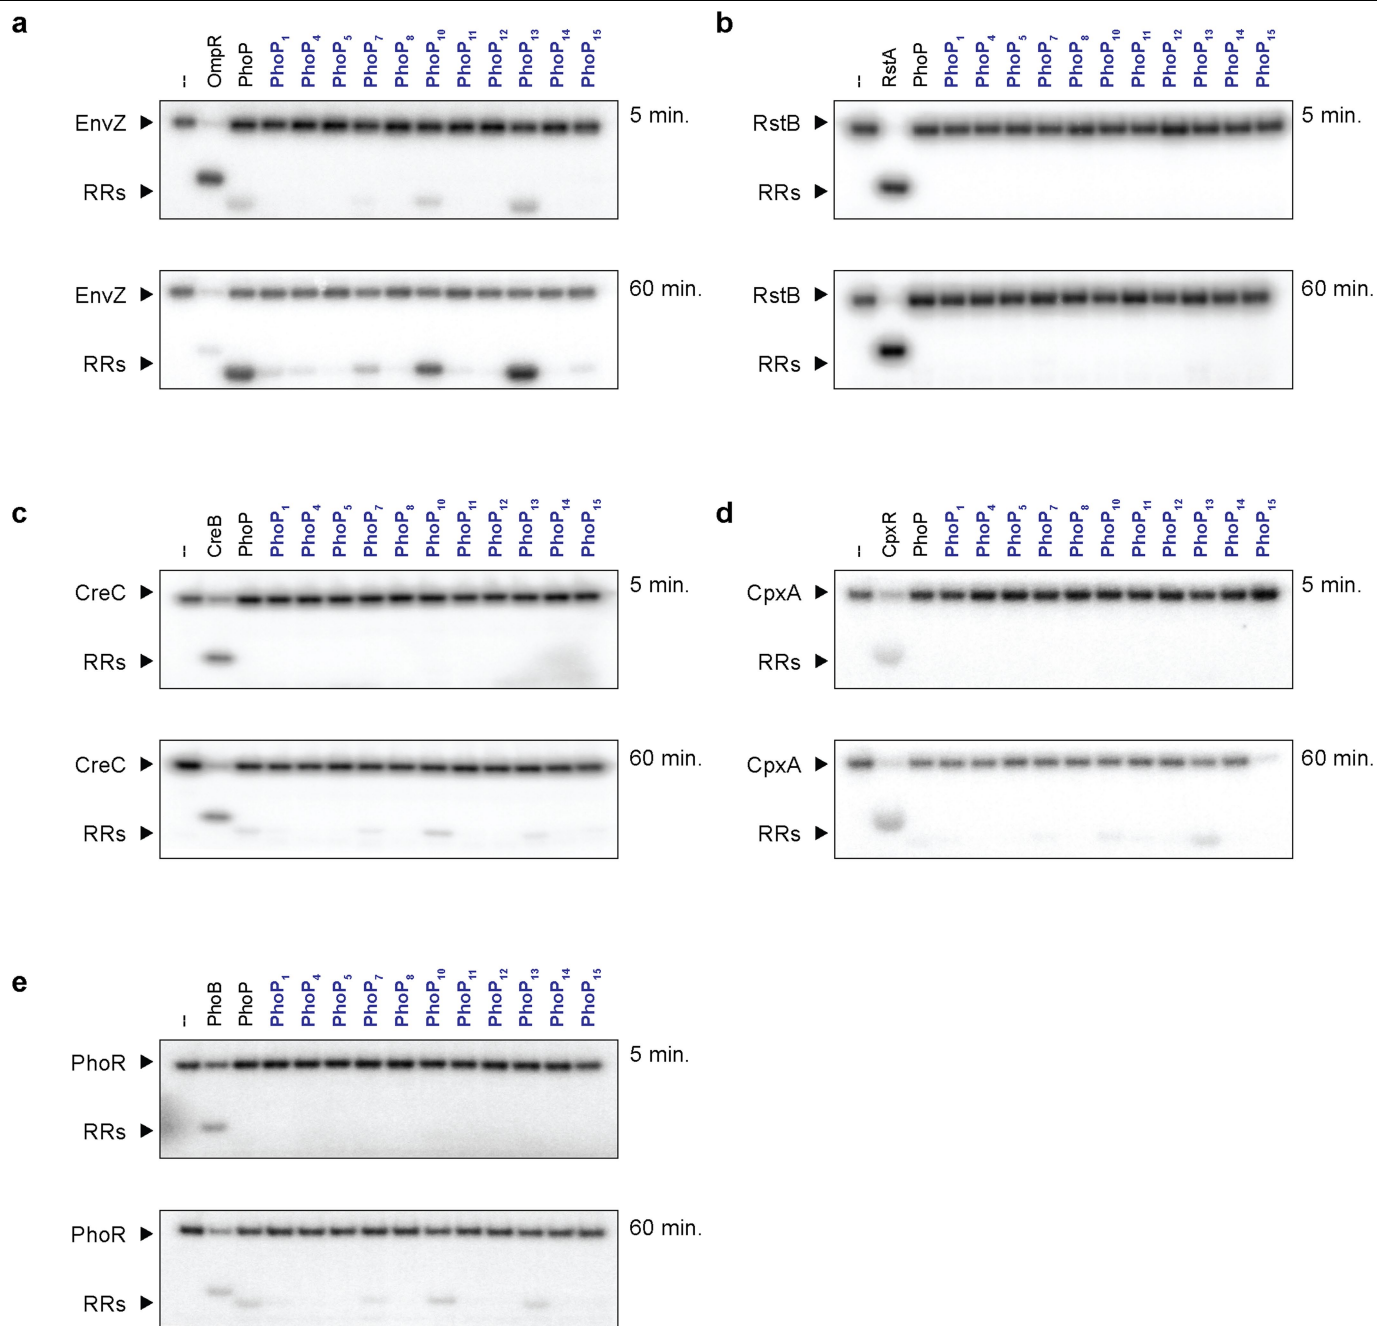 a
-- OmpR PhoP PhoP1 PhoP4 PhoP5 PhoP7 PhoP8 PhoP10 PhoP11 PhoP12 PhoP13 PhoP14 PhoP15
EnvZ 5 min.
RRs
EnvZ 60 min.
RRs
b
-- RstA PhoP PhoP1 PhoP4 PhoP5 PhoP7 PhoP8 PhoP10 PhoP11 PhoP12 PhoP13 PhoP14 PhoP15
RstB 5 min.
RRs
RstB 60 min.
RRs
c
-- CreB PhoP PhoP1 PhoP4 PhoP5 PhoP7 PhoP8 PhoP10 PhoP11 PhoP12 PhoP13 PhoP14 PhoP15
CreC 5 min.
RRs
CreC 60 min.
RRs
d
-- CpxR PhoP PhoP1 PhoP4 PhoP5 PhoP7 PhoP8 PhoP10 PhoP11 PhoP12 PhoP13 PhoP14 PhoP15
CpxA 5 min.
RRs
CpxA 60 min.
RRs
e
-- PhoB PhoP PhoP1 PhoP4 PhoP5 PhoP7 PhoP8 PhoP10 PhoP11 PhoP12 PhoP13 PhoP14 PhoP15
PhoR 5 min.
RRs
PhoR 60 min.
RRs